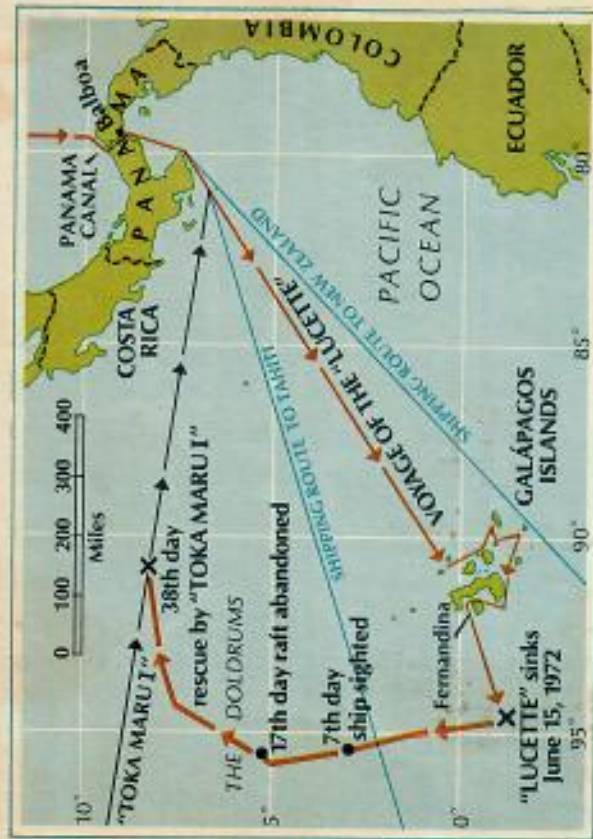 PANAMA
CANAL
Balboa
PANAMA
COLOMBIA
COSTA
RICA
ECUADOR
PACIFIC
OCEAN
0 100 200 300 400
Miles
"TOKA MARU I"
38th day
rescue by "TOKA MARU I"
THE DOLDRUMS
17th day raft abandoned
7th day
ship sighted
SHIPPING ROUTE TO TAHITI
VOYAGE OF THE "LUCETTE"
SHIPPING ROUTE TO NEW ZEALAND
Fernandina
GALÁPAGOS
ISLANDS
"LUCETTE" sinks
June 15, 1972
10°
5°
0°
95°
90°
85°
80°